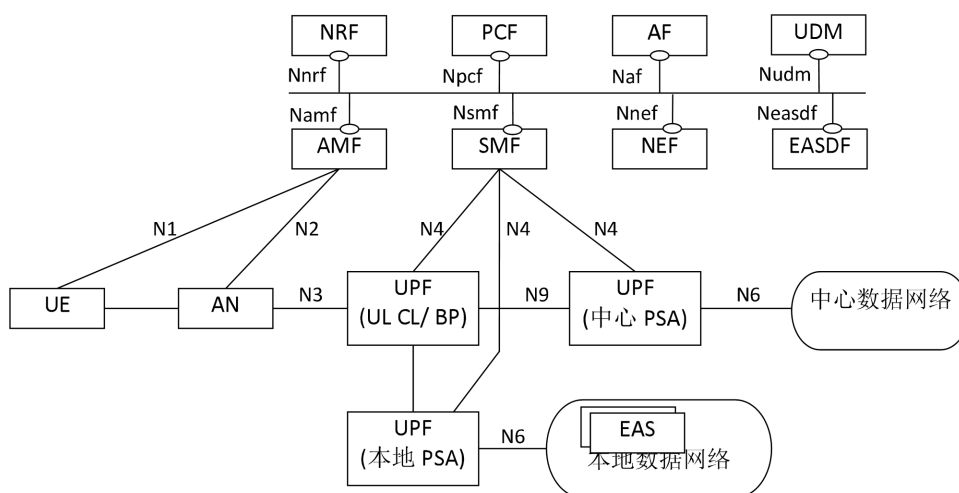 NRF
PCF
AF
UDM
Nnrf
Npcf
Naf
Nudm
Namf
Nsmf
Nnef
Neasdf
AMF
SMF
NEF
EASDF
N1
N2
N4
N4
N4
UE
AN
N3
UPF
(UL CL/ BP)
N9
UPF
(中心 PSA)
N6
中心数据网络
UPF
(本地 PSA)
N6
EAS
本地数据网络